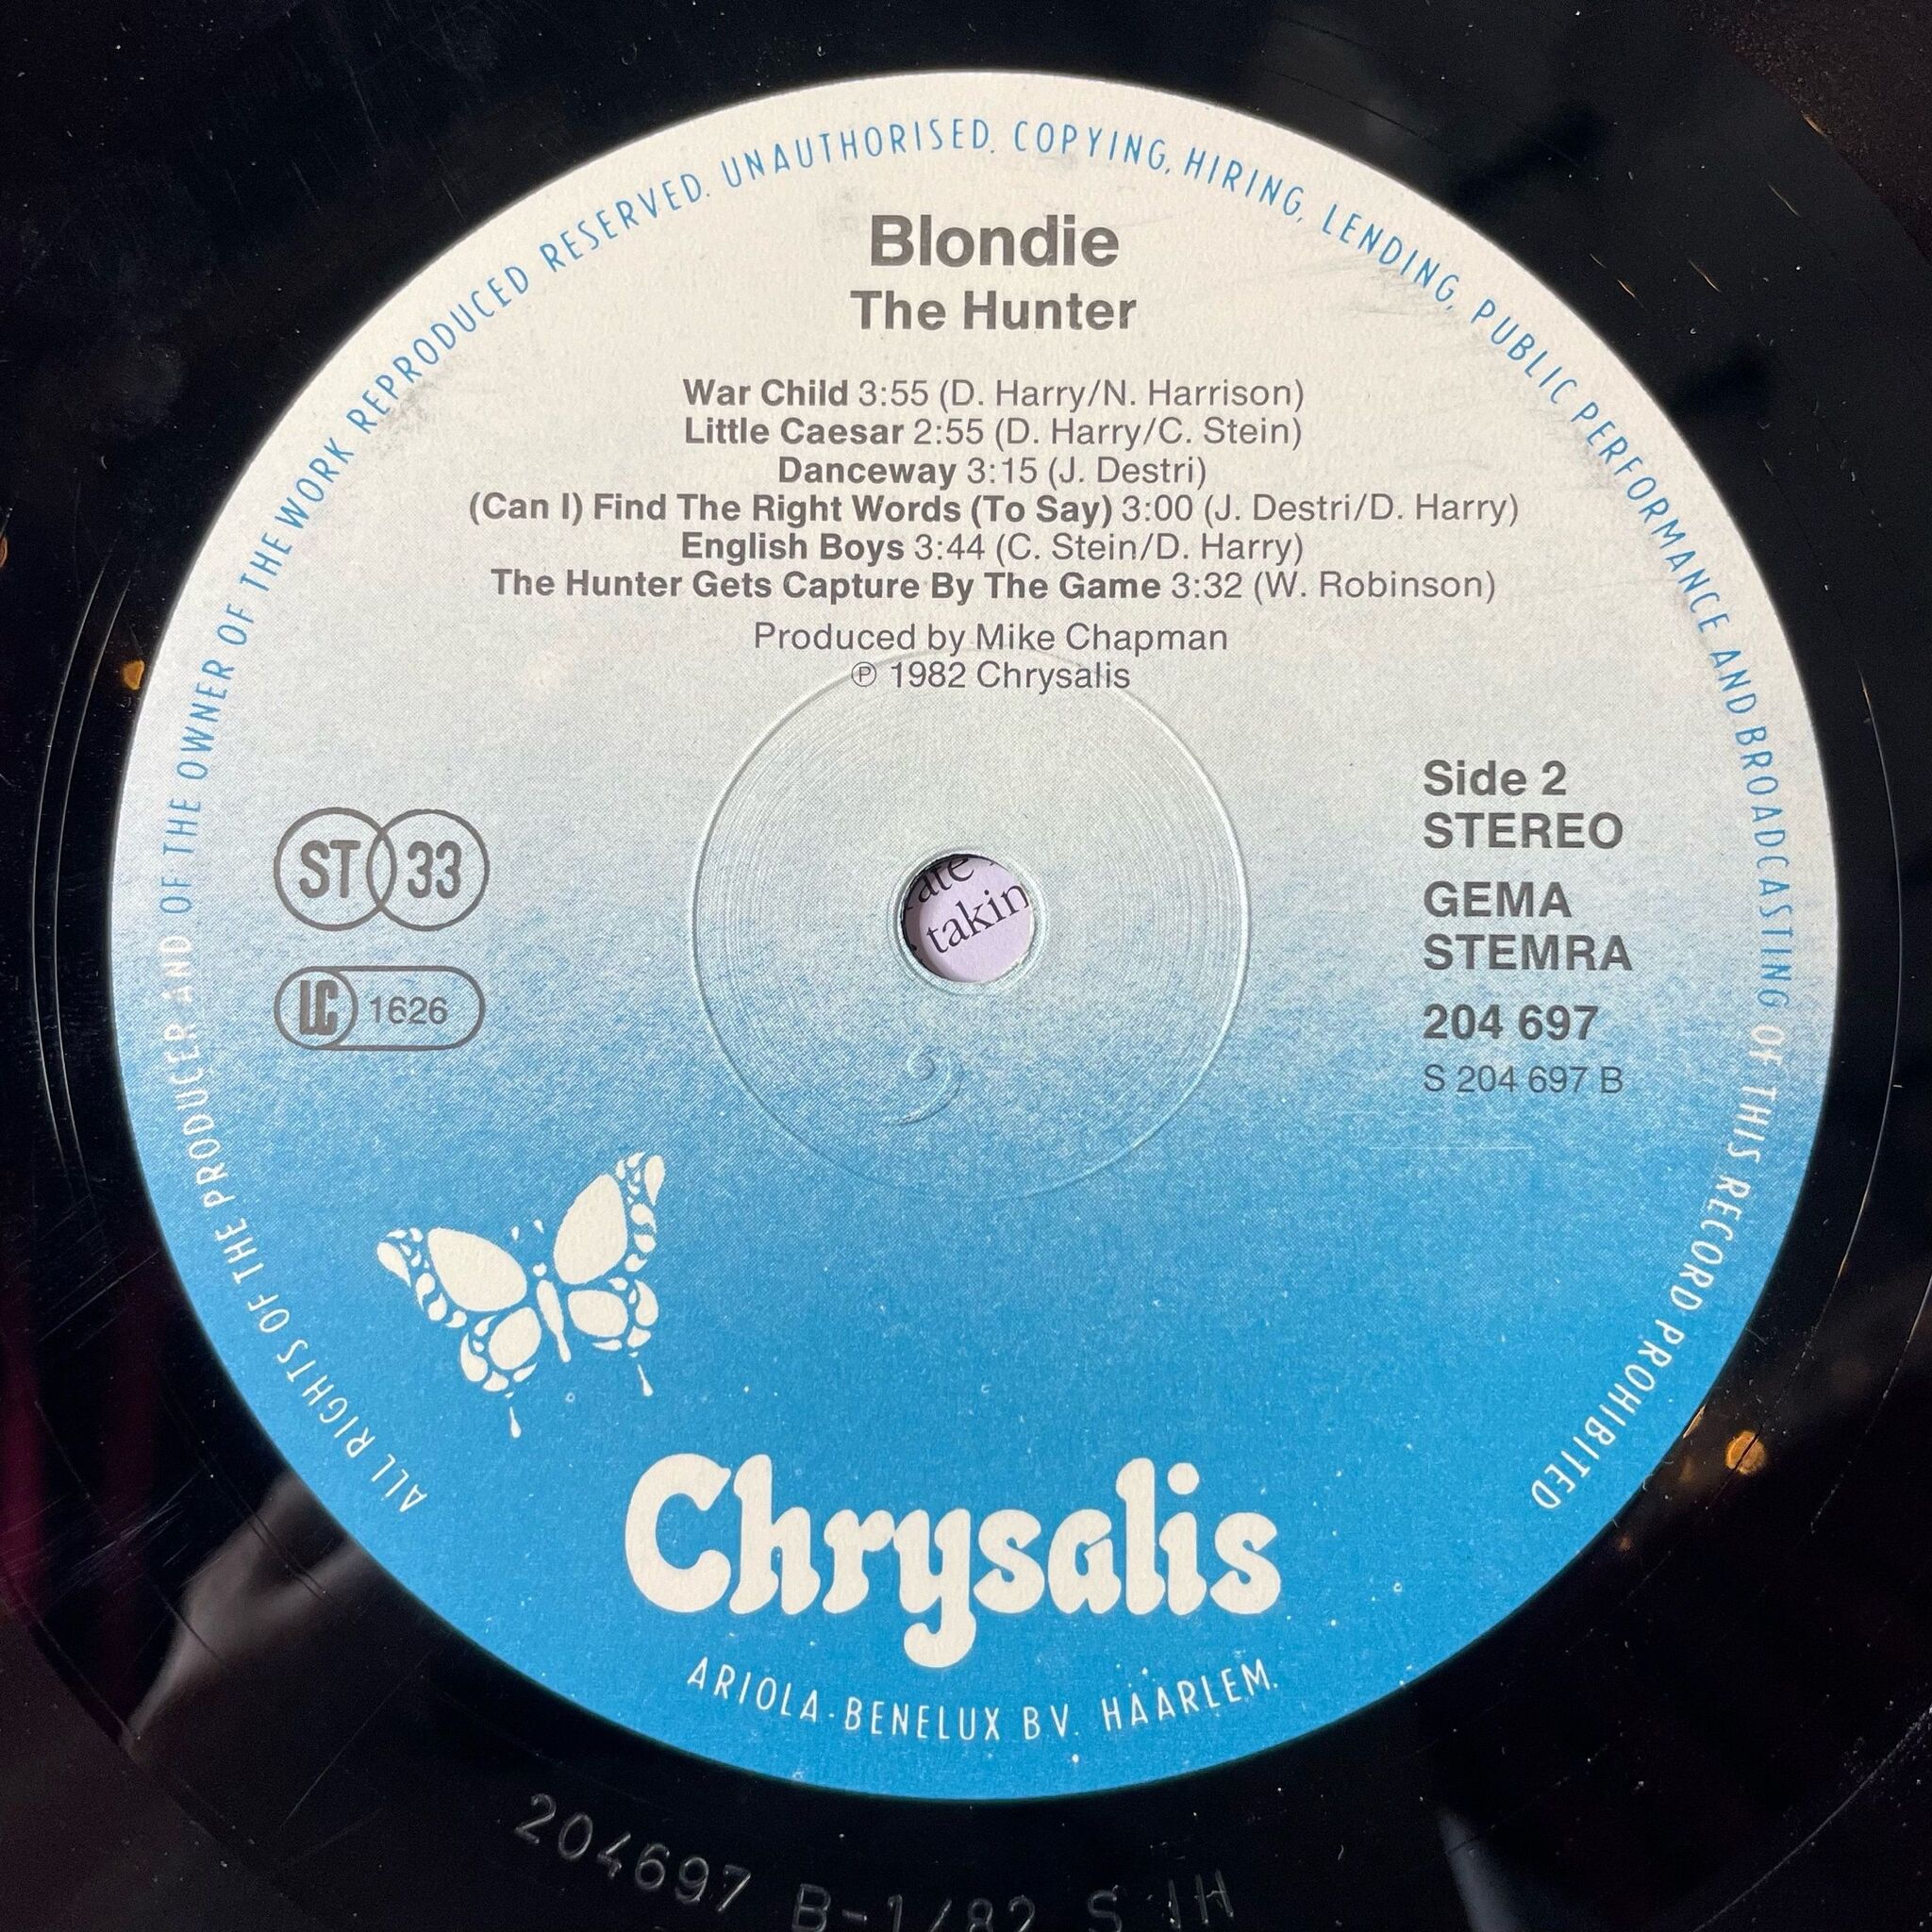 ALL RIGHTS OF THE PRODUCER AND OF THE OWNER OF THE WORK REPRODUCED RESERVED. UNAUTHORISED. COPYING, HIRING, LENDING, PUBLIC PERFORMANCE AND BROADCASTING OF THIS RECORD PROHIBITED
Blondie
The Hunter
War Child 3:55 (D. Harry/N. Harrison)
Little Caesar 2:55 (D. Harry/C. Stein)
Danceway 3:15 (J. Destri)
(Can I) Find The Right Words (To Say) 3:00 (J. Destri/D. Harry)
English Boys 3:44 (C. Stein/D. Harry)
The Hunter Gets Capture By The Game 3:32 (W. Robinson)
Produced by Mike Chapman
℗ 1982 Chrysalis
ST 33
LC 1626
takin
Side 2
STEREO
GEMA
STEMRA
204 697
S 204 697 B
Chrysalis
ARIOLA-BENELUX BV. HAARLEM.
204697 B-1/82 S